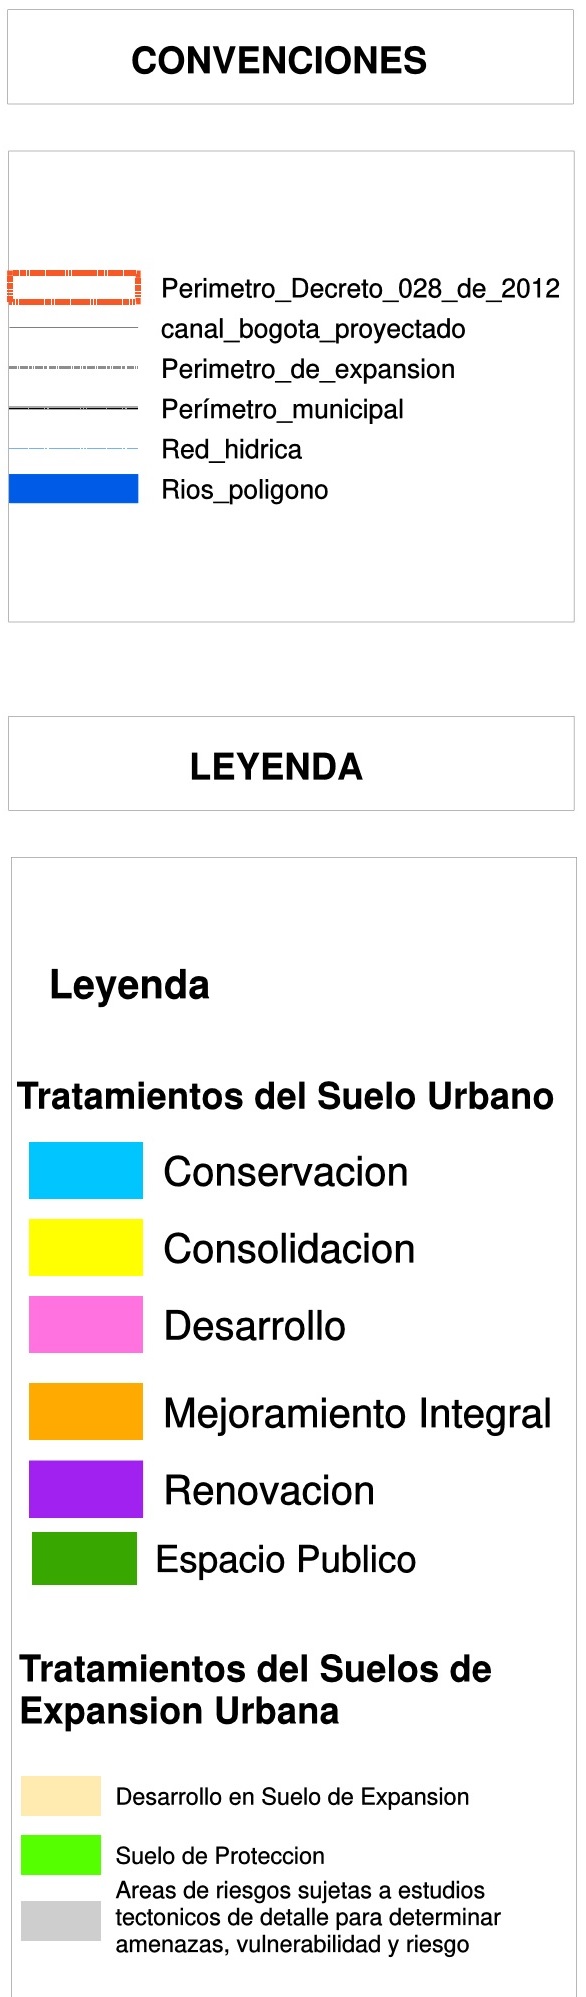 CONVENCIONES
Perimetro_Decreto_028_de_2012
canal_bogota_proyectado
Perimetro_de_expansion
Perímetro_municipal
Red_hidrica
Rios_poligono
LEYENDA
Leyenda
Tratamientos del Suelo Urbano
Conservacion
Consolidacion
Desarrollo
Mejoramiento Integral
Renovacion
Espacio Publico
Tratamientos del Suelos de
Expansion Urbana
Desarrollo en Suelo de Expansion
Suelo de Proteccion
Areas de riesgos sujetas a estudios
tectonicos de detalle para determinar
amenazas, vulnerabilidad y riesgo